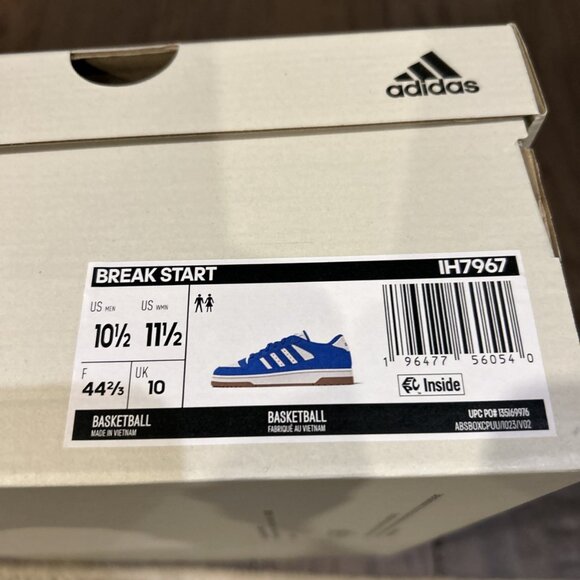 adidas
BREAK START IH7967
US MEN US WMN
10½ 11½
F UK
44⅔ 10
1 96477 56054 0
Inside
BASKETBALL BASKETBALL UPC PO# 135169976
MADE IN VIETNAM FABRIQUÉ AU VIETNAM ABSBOXCPUU/1023/V02